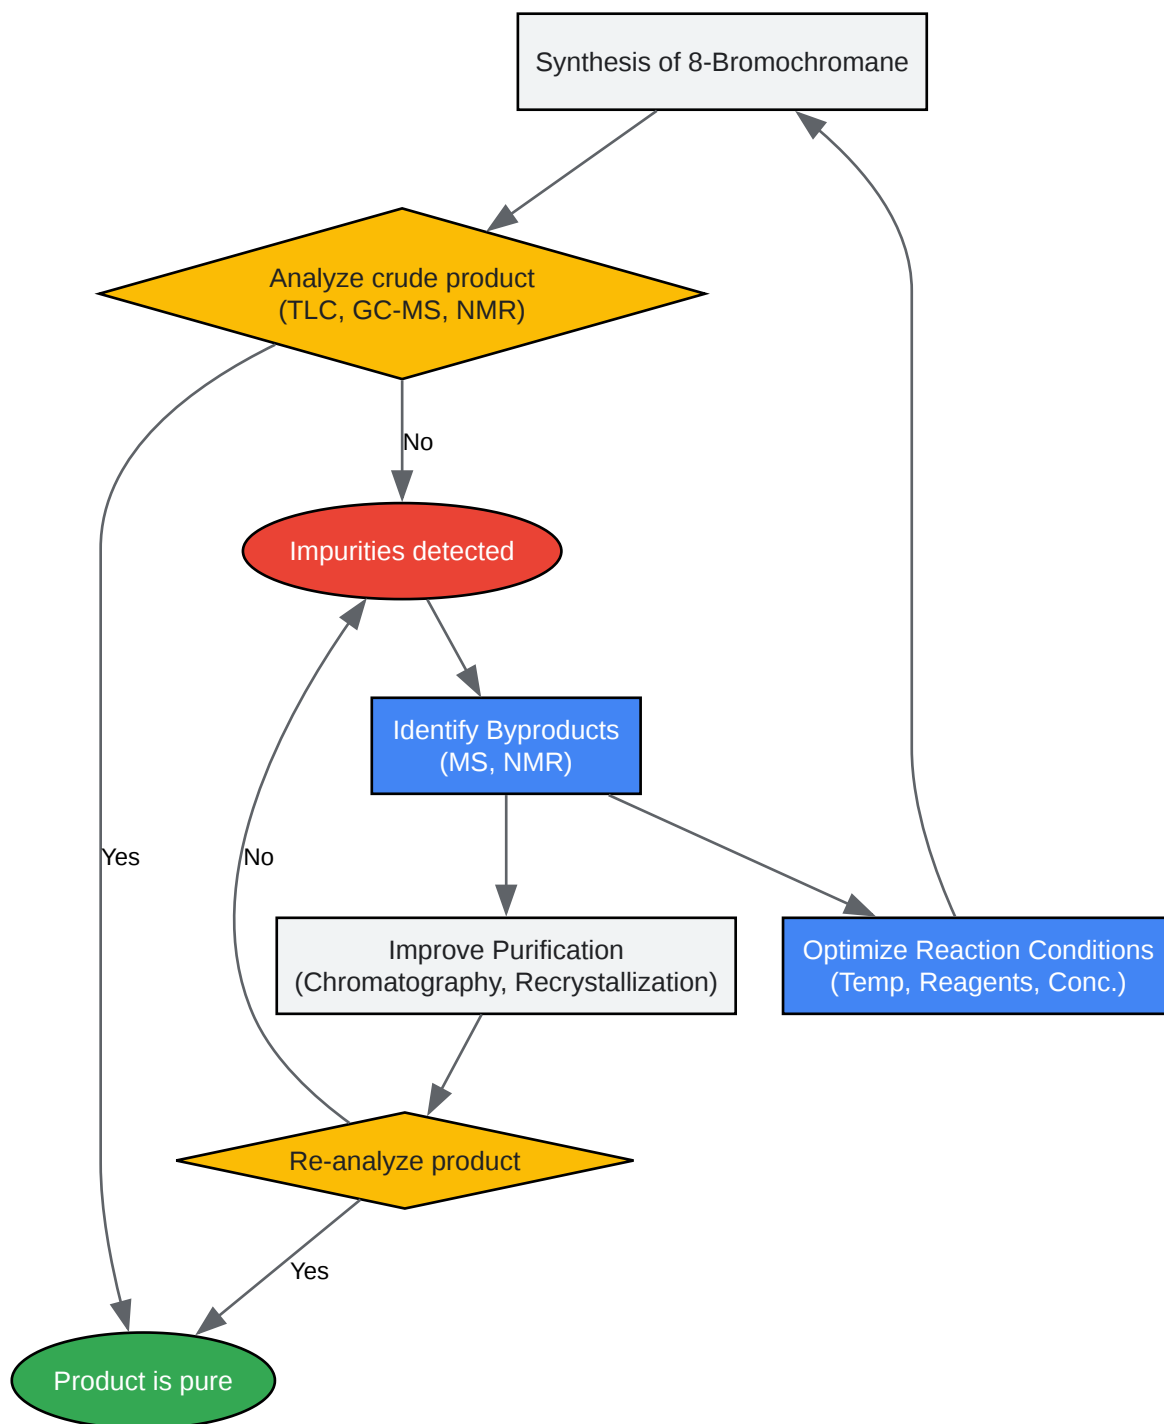 Synthesis of 8-Bromochromane
Analyze crude product
(TLC, GC-MS, NMR)
No
Impurities detected
Identify Byproducts
(MS, NMR)
Yes
No
Improve Purification
(Chromatography, Recrystallization)
Optimize Reaction Conditions
(Temp, Reagents, Conc.)
Re-analyze product
Yes
Product is pure